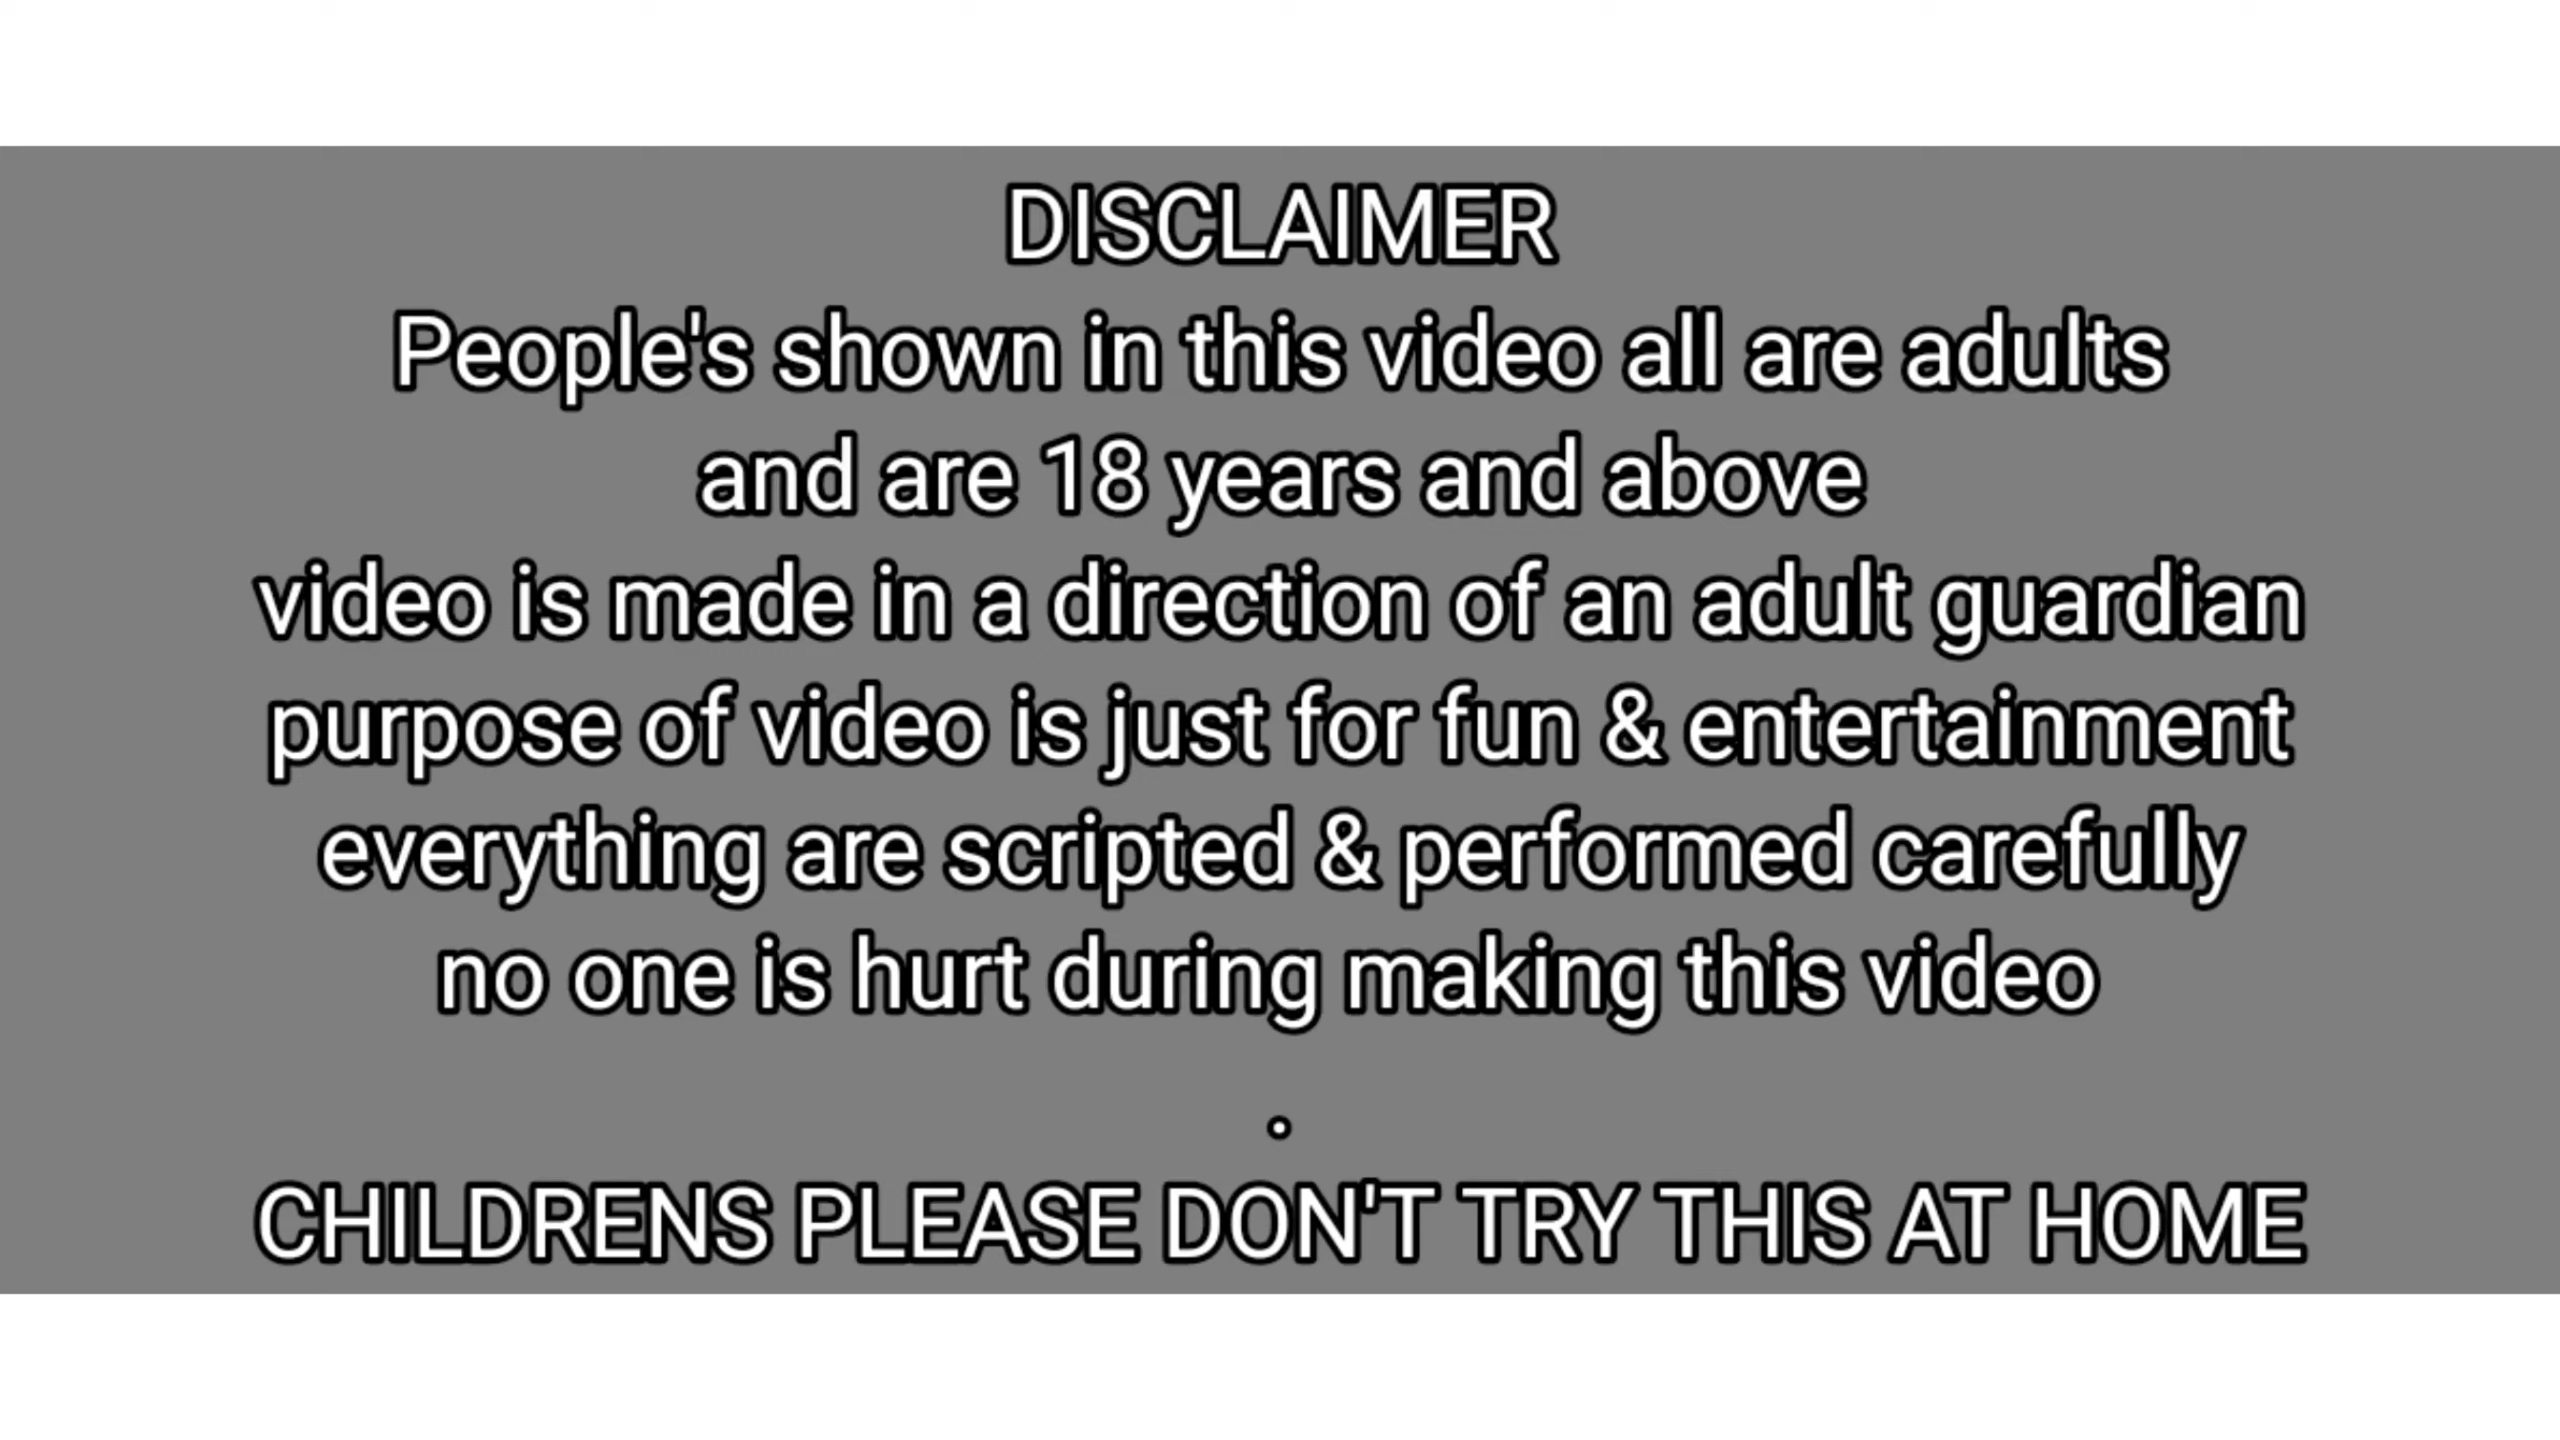 DISCLAIMER
People's shown in this video all are adults
and are 18 years and above
video is made in a direction of an adult guardian
purpose of video is just for fun & entertainment
everything are scripted & performed carefully
no one is hurt during making this video
.
CHILDRENS PLEASE DON'T TRY THIS AT HOME